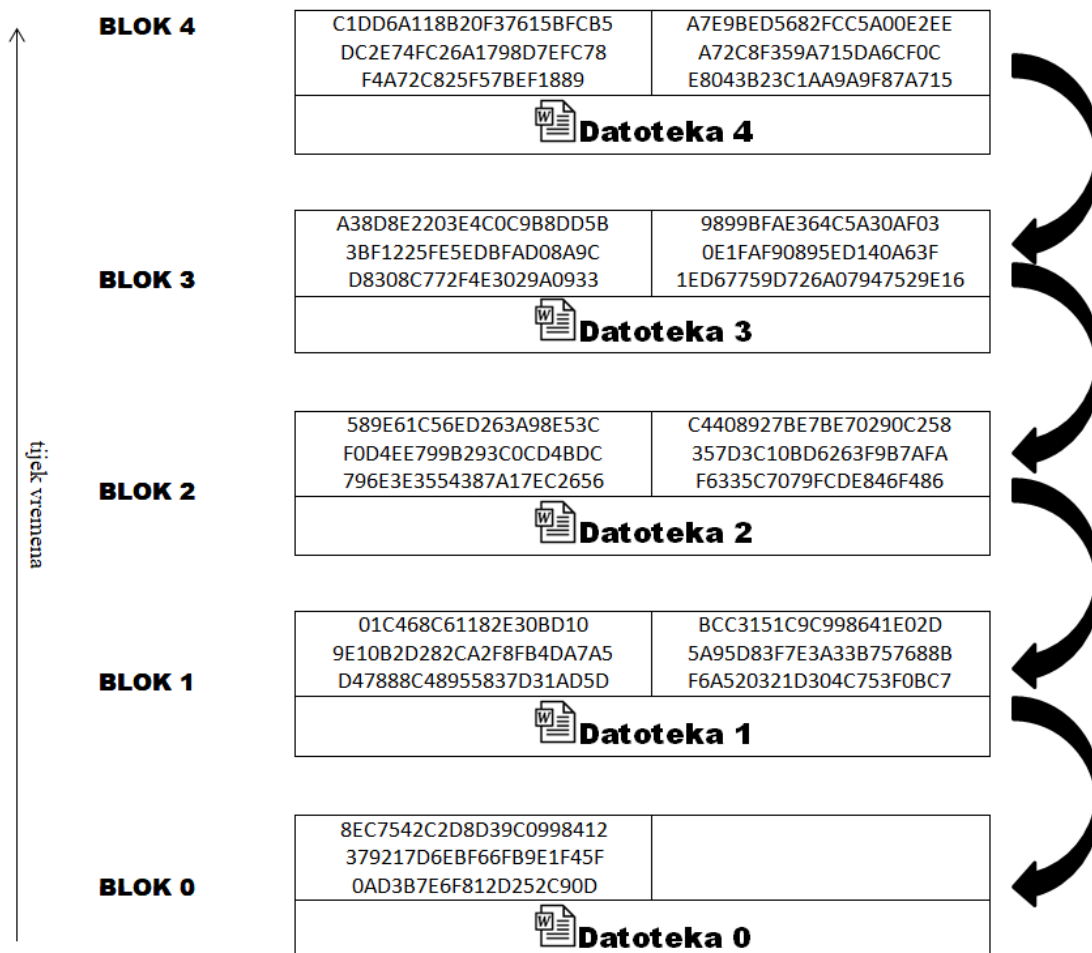 BLOK 4
C1DD6A118B20F37615BFCB5
DC2E74FC26A1798D7EFC78
F4A72C825F57BEF1889
A7E9BED5682FCC5A00E2EE
A72C8F359A715DA6CF0C
E8043B23C1AA9A9F87A715
Datoteka 4
BLOK 3
A38D8E2203E4C0C9B8DD5B
3BF1225FE5EDBFAD08A9C
D8308C772F4E3029A0933
9899BFAE364C5A30AF03
0E1FAF90895ED140A63F
1ED67759D726A07947529E16
Datoteka 3
tijek vremena
BLOK 2
589E61C56ED263A98E53C
F0D4EE799B293C0CD4BDC
796E3E3554387A17EC2656
C4408927BE7BE70290C258
357D3C10BD6263F9B7AFA
F6335C7079FCDE846F486
Datoteka 2
BLOK 1
01C468C61182E30BD10
9E10B2D282CA2F8FB4DA7A5
D47888C48955837D31AD5D
BCC3151C9C998641E02D
5A95D83F7E3A33B757688B
F6A520321D304C753F0BC7
Datoteka 1
BLOK 0
8EC7542C2D8D39C0998412
379217D6EBF66FB9E1F45F
0AD3B7E6F812D252C90D
Datoteka 0